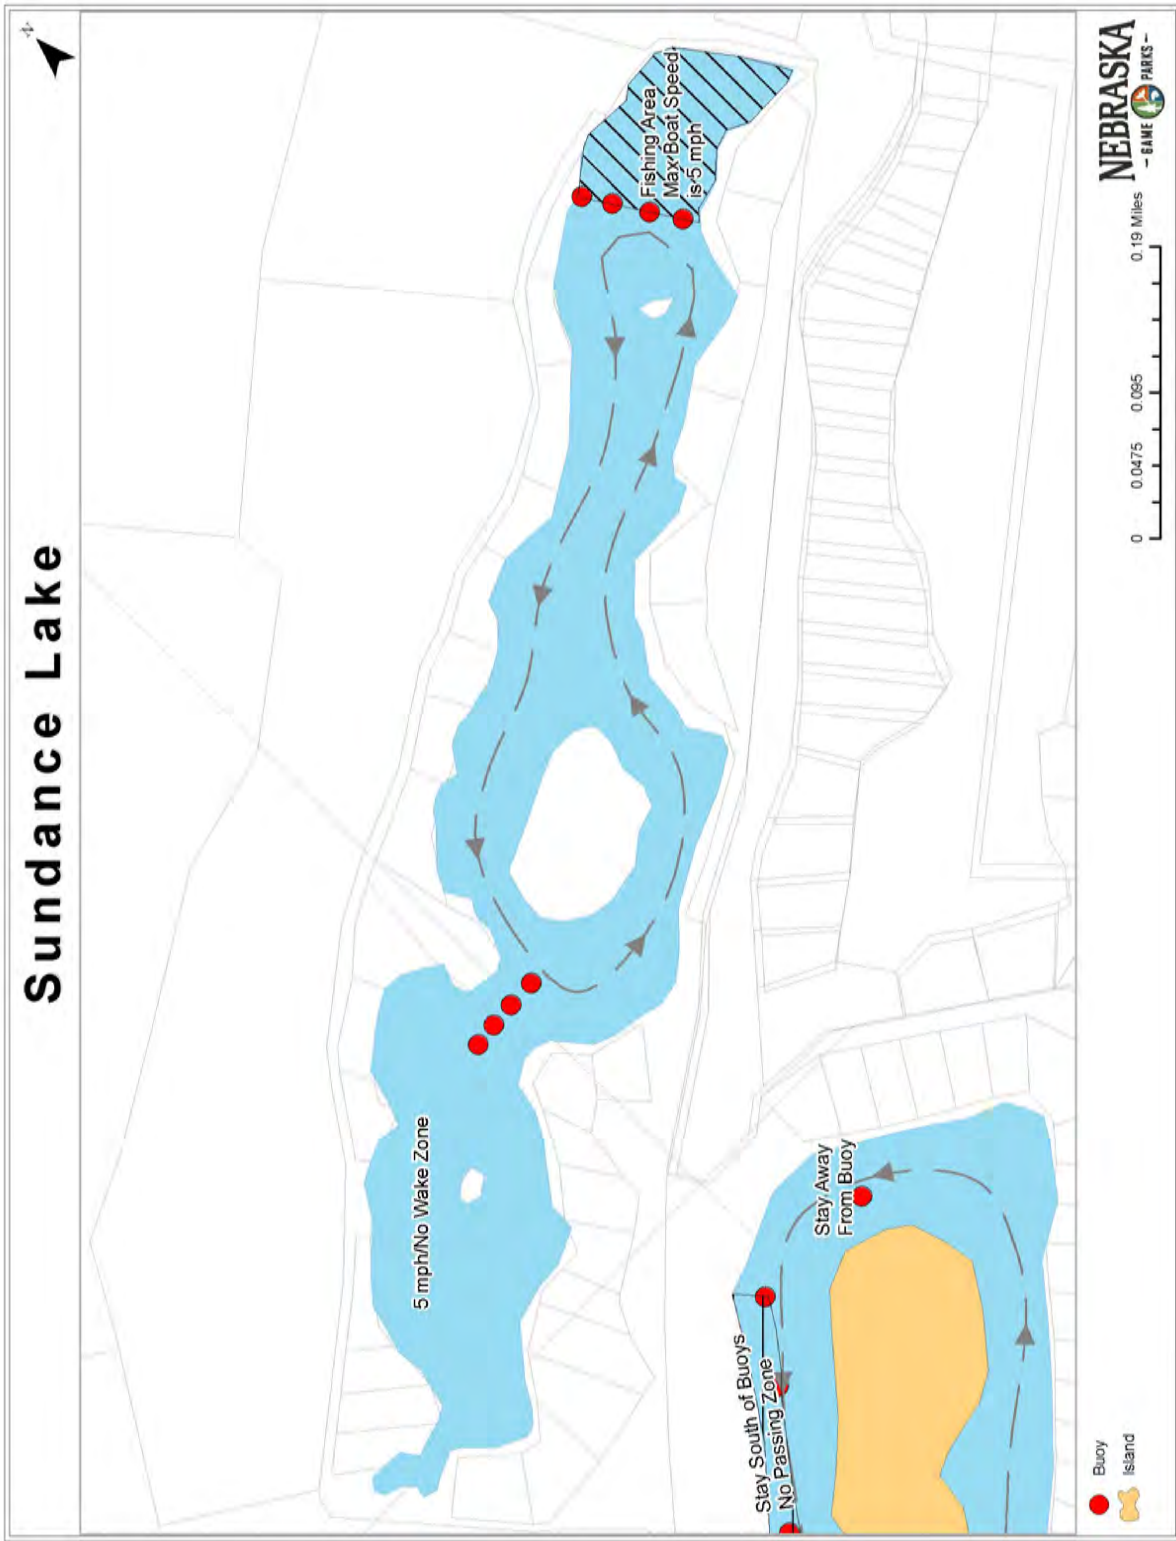 Sundance Lake
N
Fishing Area
Max Boat Speed
is 5 mph
5 mph/No Wake Zone
Stay Away
From Buoy
Stay South of Buoys
No Passing Zone
Buoy
Island
0 0.0475 0.095 0.19 Miles
NEBRASKA
- GAME PARKS -